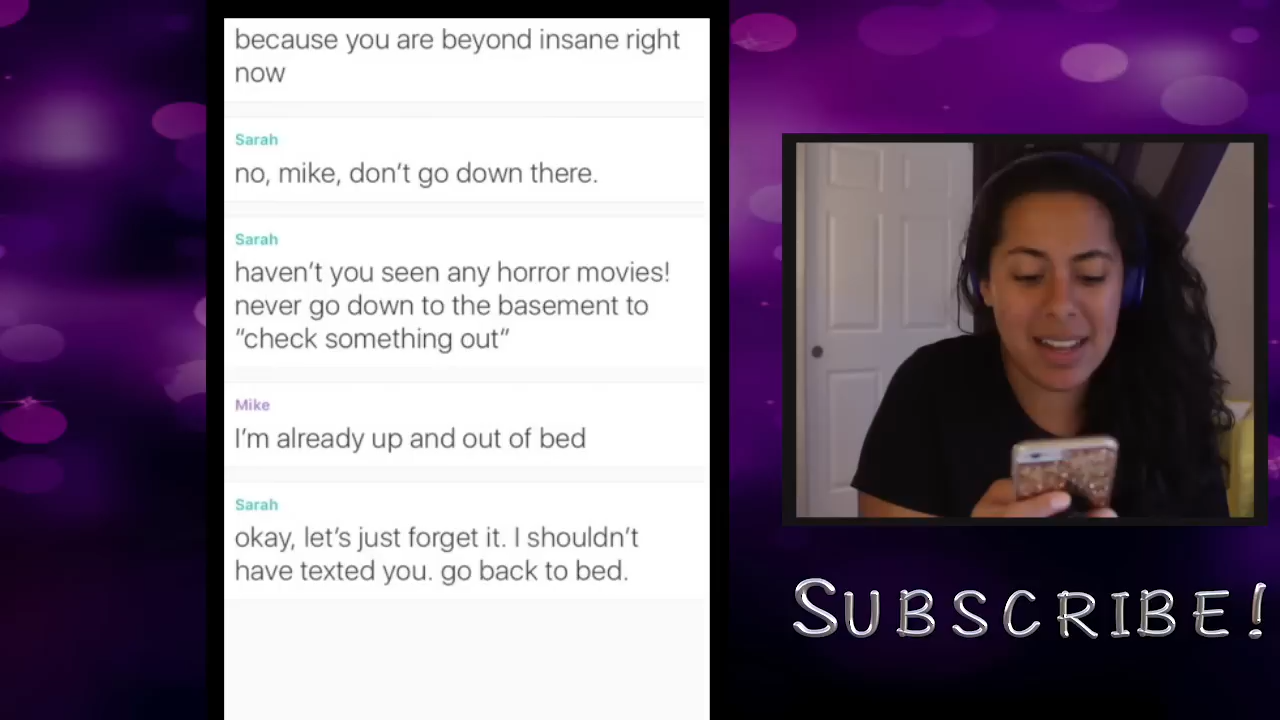 because you are beyond insane right
now
Sarah
no, mike, don’t go down there.
Sarah
haven’t you seen any horror movies!
never go down to the basement to
“check something out”
Mike
I’m already up and out of bed
Sarah
okay, let’s just forget it. I shouldn’t
have texted you. go back to bed.
SUBSCRIBE!